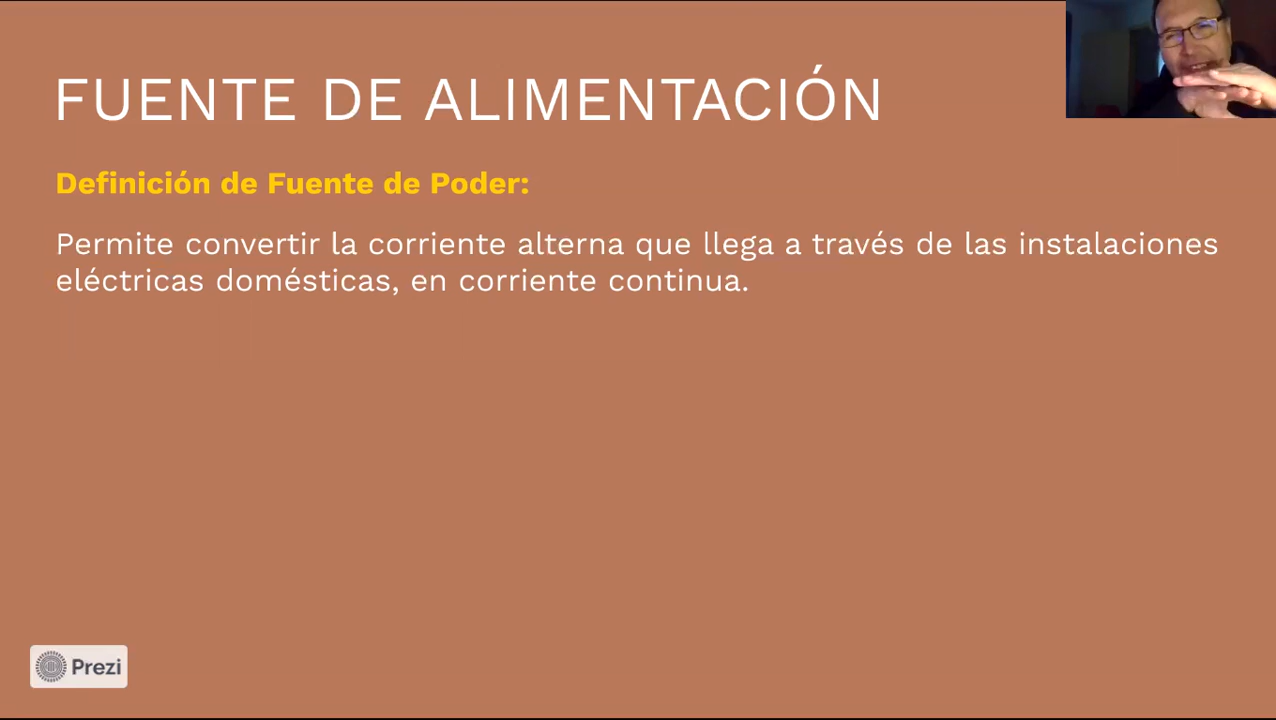 FUENTE DE ALIMENTACIÓN
Definición de Fuente de Poder:
Permite convertir la corriente alterna que llega a través de las instalaciones
eléctricas domésticas, en corriente continua.
Prezi